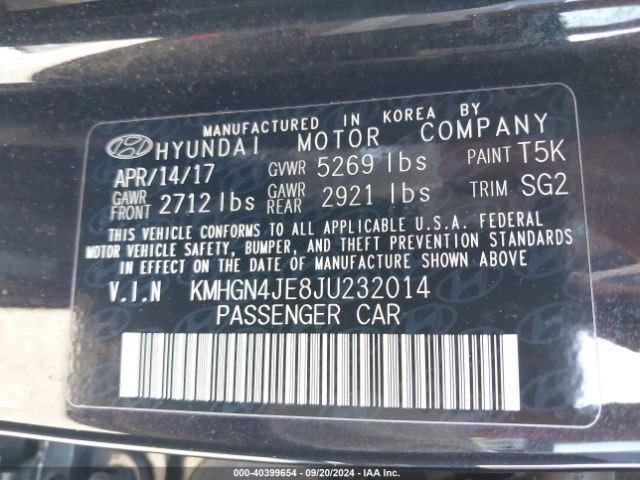 MANUFACTURED IN KOREA BY
HYUNDAI MOTOR COMPANY
APR/14/17 GVWR 5269 lbs PAINT T5K
GAWR FRONT 2712 lbs GAWR REAR 2921 lbs TRIM SG2
THIS VEHICLE CONFORMS TO ALL APPLICABLE U.S.A. FEDERAL
MOTOR VEHICLE SAFETY, BUMPER, AND THEFT PREVENTION STANDARDS
IN EFFECT ON THE DATE OF MANUFACTURE SHOWN ABOVE
V.I.N KMHGN4JE8JU232014
PASSENGER CAR
000-40399654 - 09/20/2024 - IAA Inc.